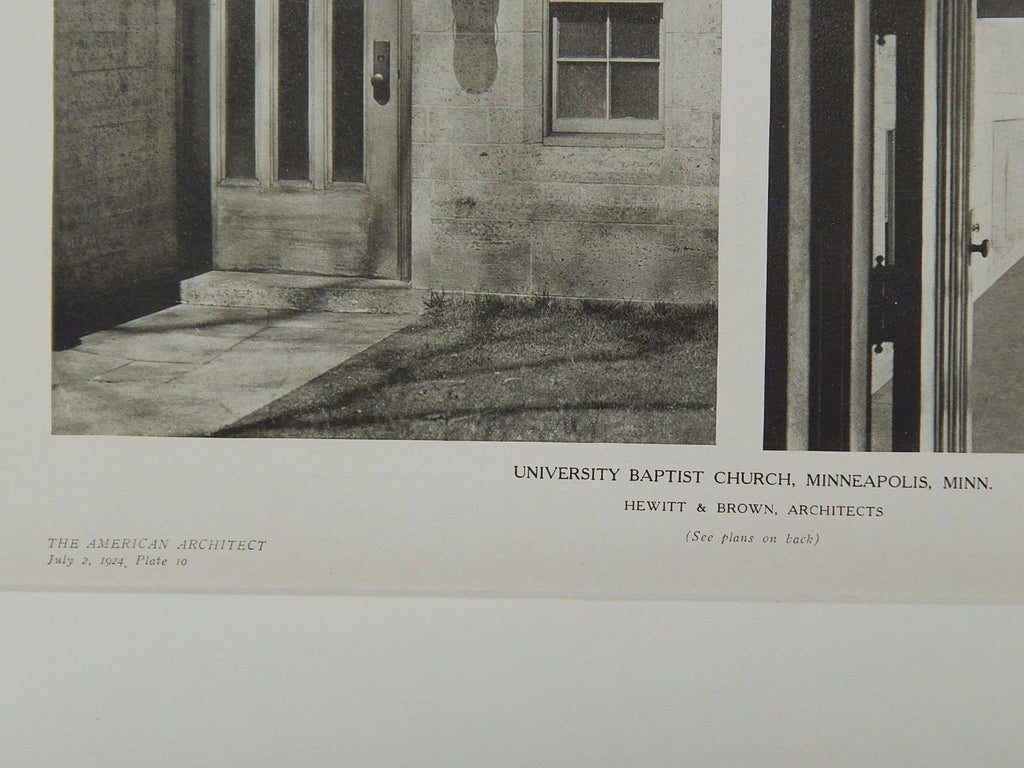 UNIVERSITY BAPTIST CHURCH, MINNEAPOLIS, MINN.
HEWITT & BROWN, ARCHITECTS
(See plans on back)
THE AMERICAN ARCHITECT
July 2, 1924, Plate 10